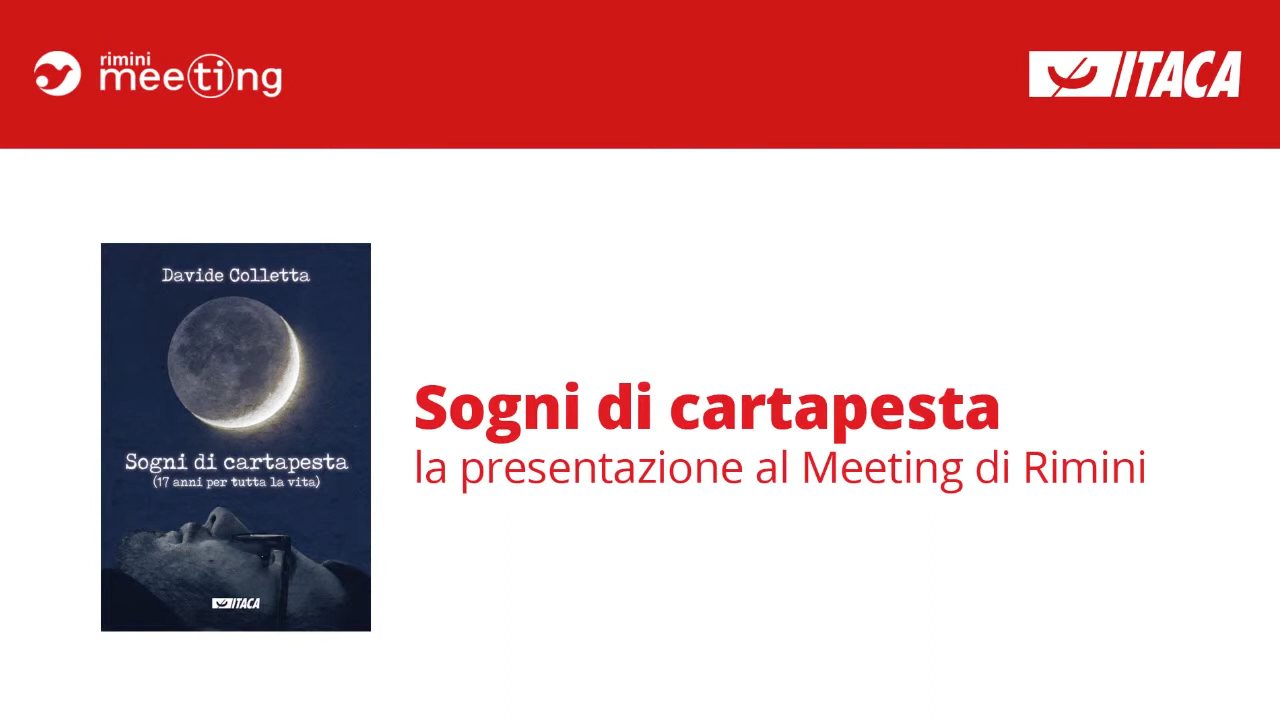 rimini
meeting
ITACA
Davide Colletta
Sogni di cartapesta
(17 anni per tutta la vita)
ITACA
Sogni di cartapesta
la presentazione al Meeting di Rimini